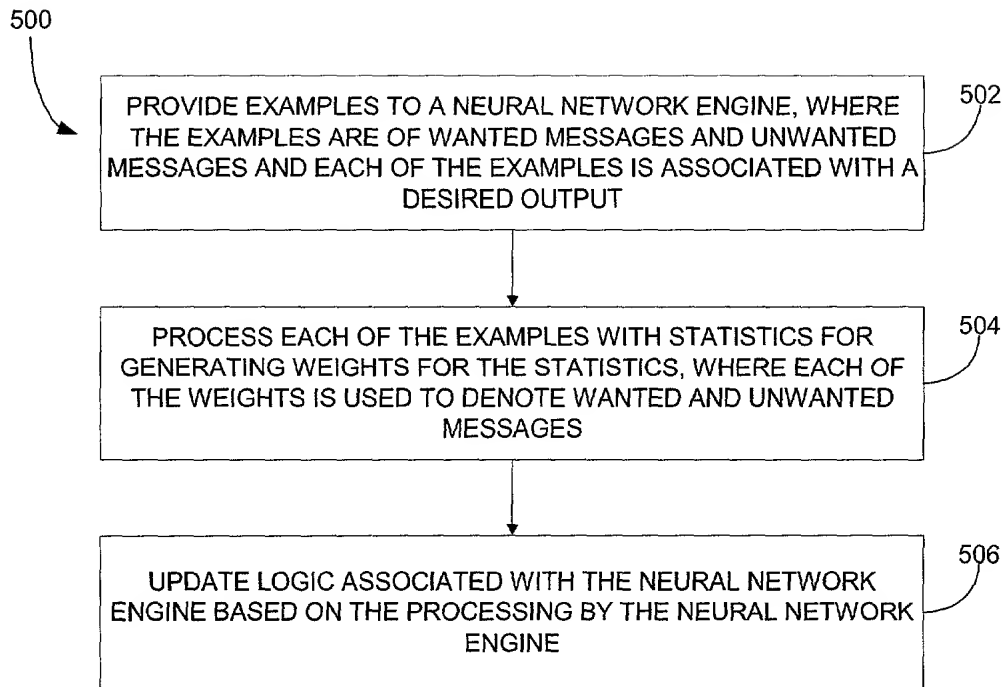 500
PROVIDE EXAMPLES TO A NEURAL NETWORK ENGINE, WHERE
THE EXAMPLES ARE OF WANTED MESSAGES AND UNWANTED
MESSAGES AND EACH OF THE EXAMPLES IS ASSOCIATED WITH A
DESIRED OUTPUT
502
PROCESS EACH OF THE EXAMPLES WITH STATISTICS FOR
GENERATING WEIGHTS FOR THE STATISTICS, WHERE EACH OF
THE WEIGHTS IS USED TO DENOTE WANTED AND UNWANTED
MESSAGES
504
UPDATE LOGIC ASSOCIATED WITH THE NEURAL NETWORK
ENGINE BASED ON THE PROCESSING BY THE NEURAL NETWORK
ENGINE
506